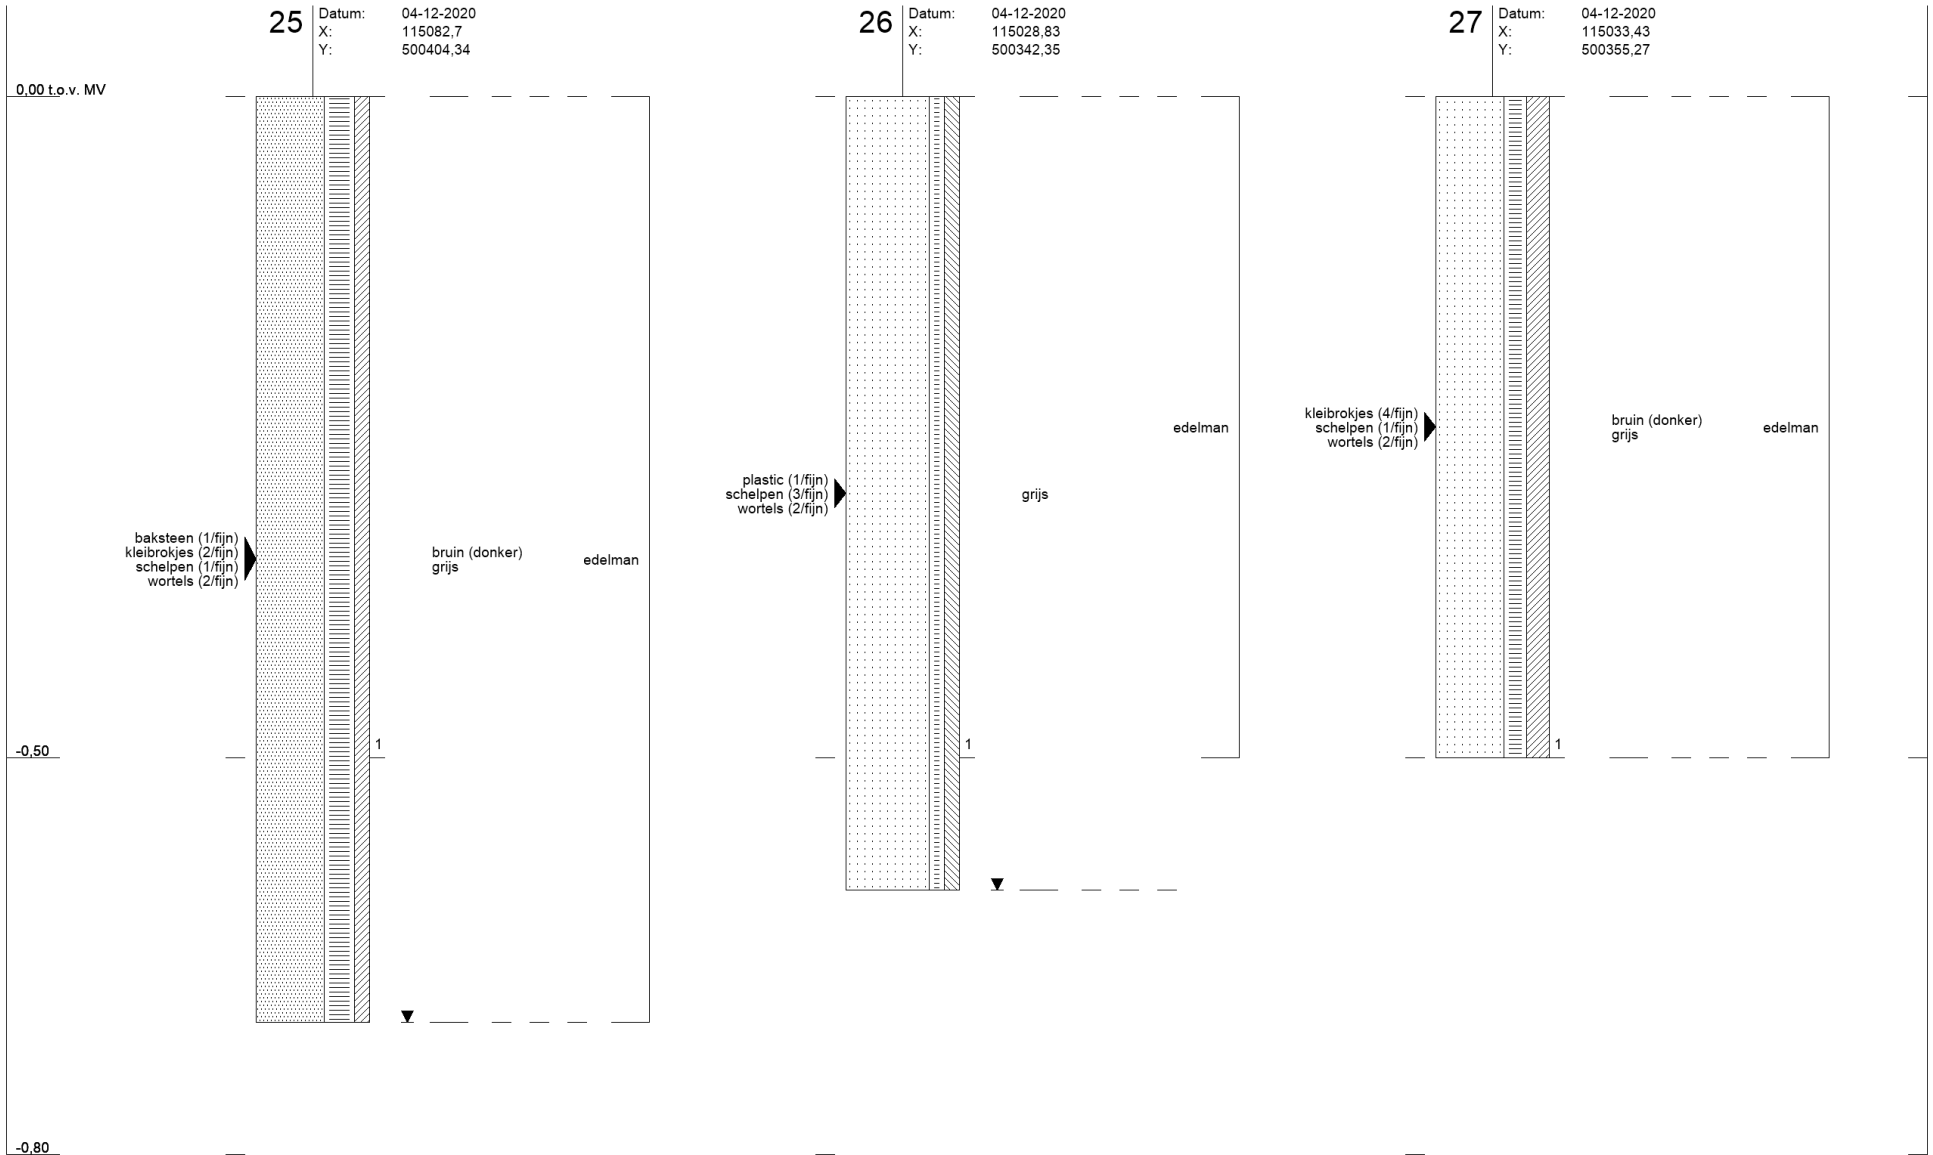 25
Datum: 04-12-2020
X: 115082,7
Y: 500404,34
26
Datum: 04-12-2020
X: 115028,83
Y: 500342,35
27
Datum: 04-12-2020
X: 115033,43
Y: 500355,27
0,00 t.o.v. MV
baksteen (1/fijn)
kleibrokjes (2/fijn)
schelpen (1/fijn)
wortels (2/fijn)
bruin (donker)
grijs
edelman
1
plastic (1/fijn)
schelpen (3/fijn)
wortels (2/fijn)
grijs
edelman
1
kleibrokjes (4/fijn)
schelpen (1/fijn)
wortels (2/fijn)
bruin (donker)
grijs
edelman
1
-0,50
-0,80